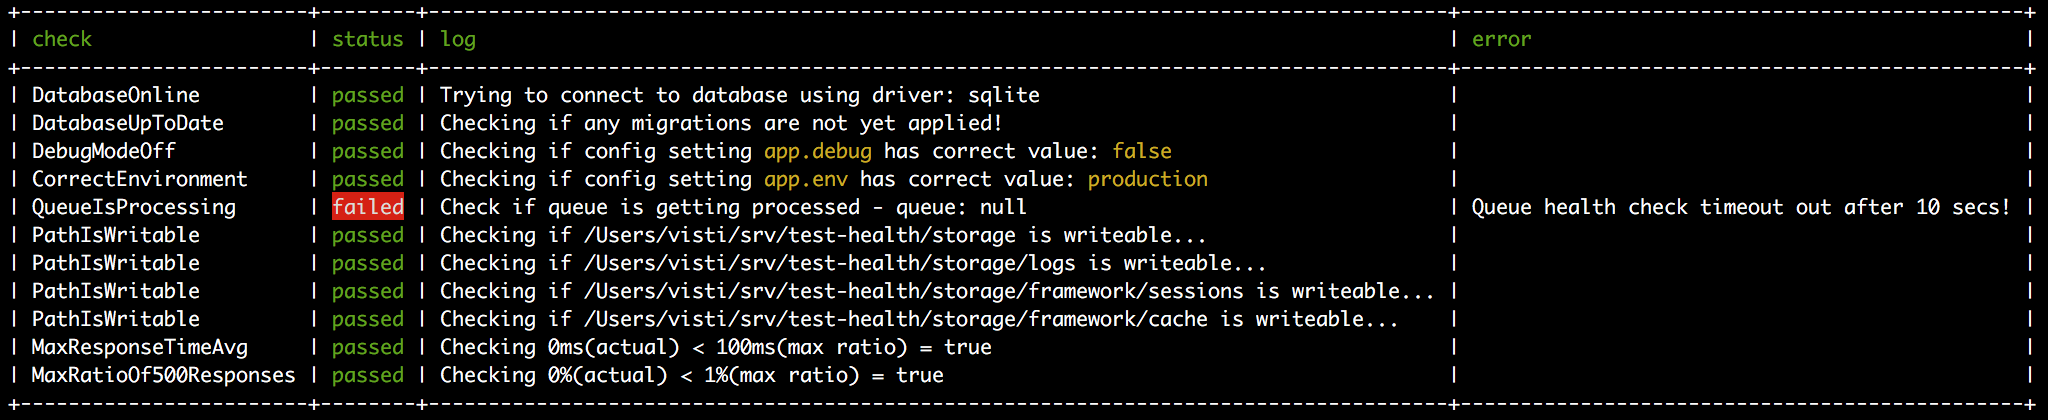 +------------------------+--------+-------------------------------------------------------------------------------------+-----------------------------------------------+
| check                  | status | log                                                                                 | error                                         |
+------------------------+--------+-------------------------------------------------------------------------------------+-----------------------------------------------+
| DatabaseOnline         | passed | Trying to connect to database using driver: sqlite                                  |                                               |
| DatabaseUpToDate       | passed | Checking if any migrations are not yet applied!                                     |                                               |
| DebugModeOff           | passed | Checking if config setting app.debug has correct value: false                       |                                               |
| CorrectEnvironment     | passed | Checking if config setting app.env has correct value: production                    |                                               |
| QueueIsProcessing      | failed | Check if queue is getting processed - queue: null                                   | Queue health check timeout out after 10 secs! |
| PathIsWritable         | passed | Checking if /Users/visti/srv/test-health/storage is writeable...                    |                                               |
| PathIsWritable         | passed | Checking if /Users/visti/srv/test-health/storage/logs is writeable...               |                                               |
| PathIsWritable         | passed | Checking if /Users/visti/srv/test-health/storage/framework/sessions is writeable... |                                               |
| PathIsWritable         | passed | Checking if /Users/visti/srv/test-health/storage/framework/cache is writeable...    |                                               |
| MaxResponseTimeAvg     | passed | Checking 0ms(actual) < 100ms(max ratio) = true                                      |                                               |
| MaxRatioOf500Responses | passed | Checking 0%(actual) < 1%(max ratio) = true                                          |                                               |
+------------------------+--------+-------------------------------------------------------------------------------------+-----------------------------------------------+